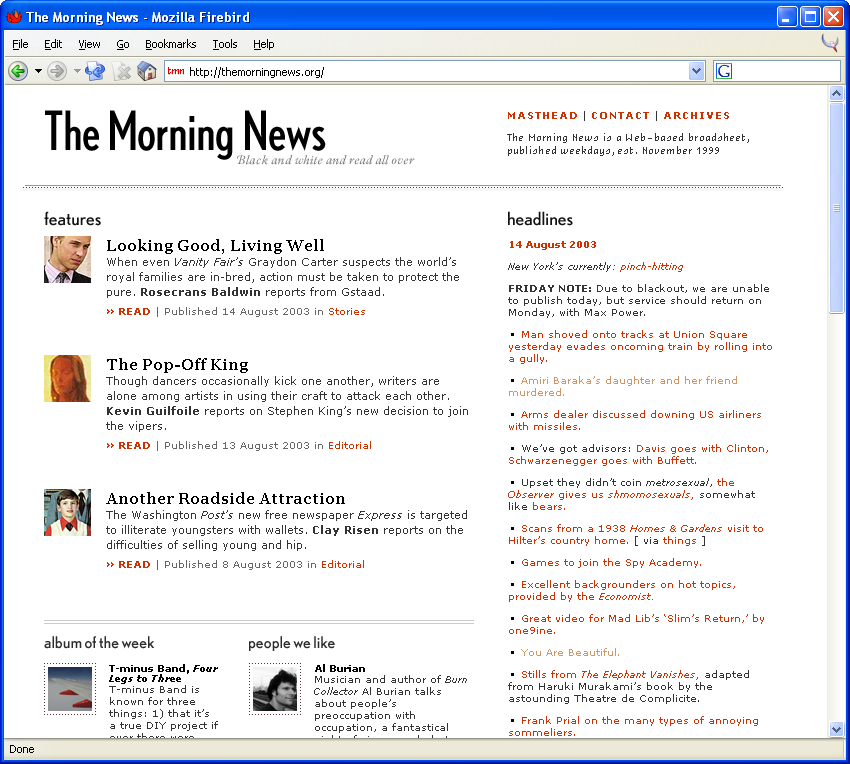 The Morning News - Mozilla Firebird
File Edit View Go Bookmarks Tools Help
tmn http://themorningnews.org/
G
The Morning News
Black and white and read all over
MASTHEAD | CONTACT | ARCHIVES
The Morning News is a Web-based broadsheet,
published weekdays, est. November 1999
features
Looking Good, Living Well
When even Vanity Fair's Graydon Carter suspects the world's
royal families are in-bred, action must be taken to protect the
pure. Rosecrans Baldwin reports from Gstaad.
›› READ | Published 14 August 2003 in Stories
The Pop-Off King
Though dancers occasionally kick one another, writers are
alone among artists in using their craft to attack each other.
Kevin Guilfoile reports on Stephen King's new decision to join
the vipers.
›› READ | Published 13 August 2003 in Editorial
Another Roadside Attraction
The Washington Post's new free newspaper Express is targeted
to illiterate youngsters with wallets. Clay Risen reports on the
difficulties of selling young and hip.
›› READ | Published 8 August 2003 in Editorial
album of the week
T-minus Band, Four
Legs to Three
T-minus Band is
known for three
things: 1) that it's
a true DIY project if
people we like
Al Burian
Musician and author of Burn
Collector Al Burian talks
about people's
preoccupation with
occupation, a fantastical
headlines
14 August 2003
New York's currently: pinch-hitting
FRIDAY NOTE: Due to blackout, we are unable
to publish today, but service should return on
Monday, with Max Power.
▪ Man shoved onto tracks at Union Square
yesterday evades oncoming train by rolling into
a gully.
▪ Amiri Baraka's daughter and her friend
murdered.
▪ Arms dealer discussed downing US airliners
with missiles.
▪ We've got advisors: Davis goes with Clinton,
Schwarzenegger goes with Buffett.
▪ Upset they didn't coin metrosexual, the
Observer gives us shmomosexuals, somewhat
like bears.
▪ Scans from a 1938 Homes & Gardens visit to
Hilter's country home. [ via things ]
▪ Games to join the Spy Academy.
▪ Excellent backgrounders on hot topics,
provided by the Economist.
▪ Great video for Mad Lib's 'Slim's Return,' by
one9ine.
▪ You Are Beautiful.
▪ Stills from The Elephant Vanishes, adapted
from Haruki Murakami's book by the
astounding Theatre de Complicite.
▪ Frank Prial on the many types of annoying
sommeliers.
Done